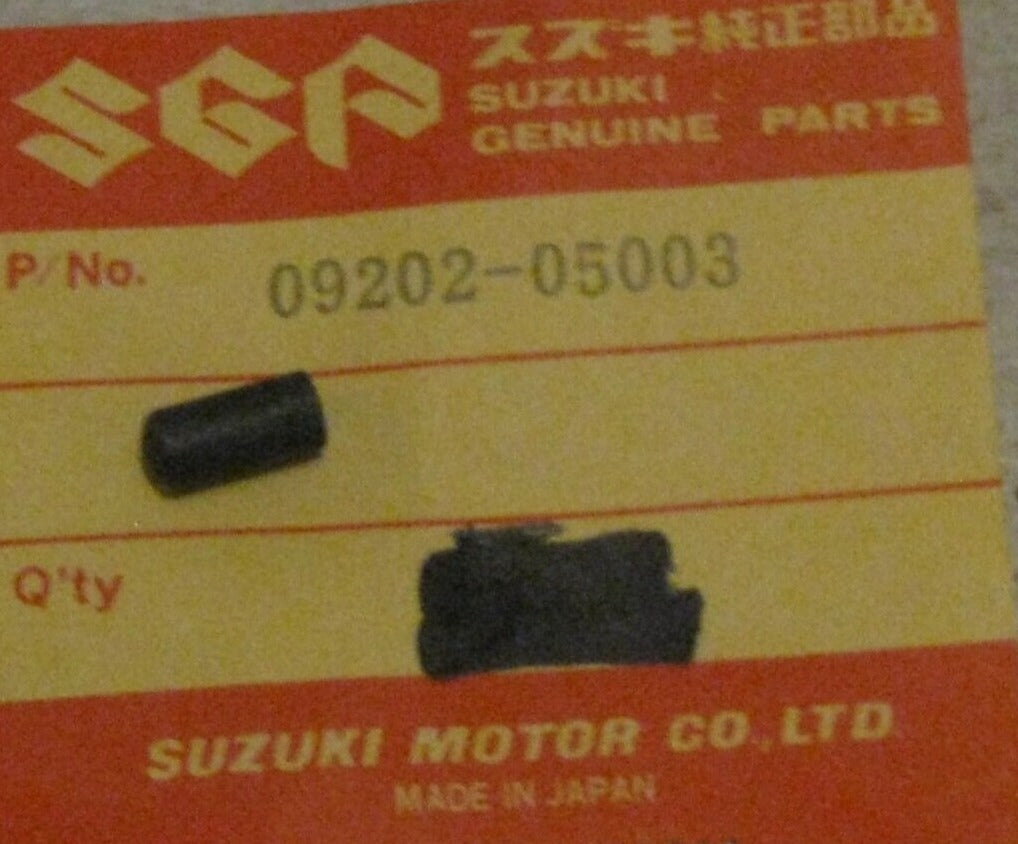 SGP
スズキ純正部品
SUZUKI
GENUINE PARTS
P/No. 09202-05003
Q'ty
SUZUKI MOTOR CO.,LTD
MADE IN JAPAN